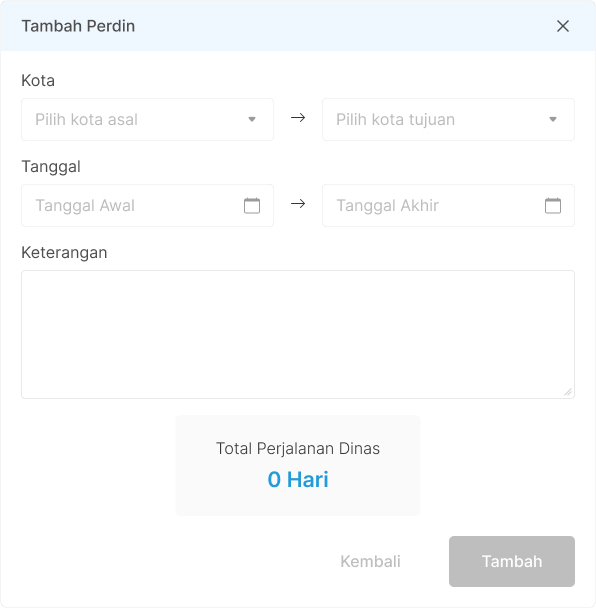 Tambah Perdin
Kota
Pilih kota asal
Pilih kota tujuan
Tanggal
Tanggal Awal
Tanggal Akhir
Keterangan
Total Perjalanan Dinas
0 Hari
Kembali
Tambah